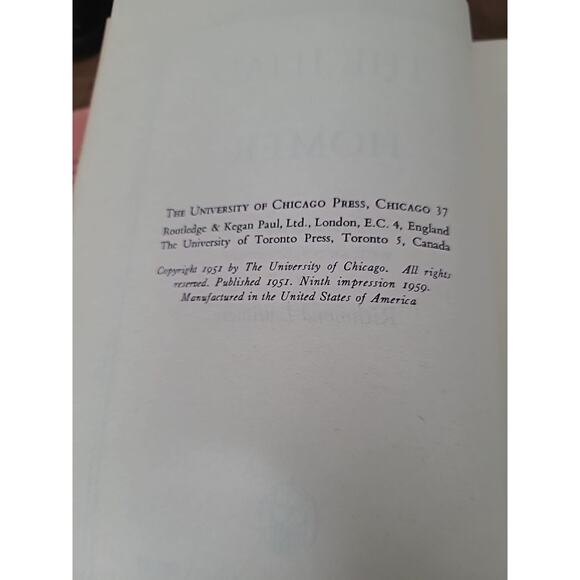 THE UNIVERSITY OF CHICAGO PRESS, CHICAGO 37
Routledge & Kegan Paul, Ltd., London, E.C. 4, England
The University of Toronto Press, Toronto 5, Canada
Copyright 1951 by The University of Chicago. All rights
reserved. Published 1951. Ninth impression 1959.
Manufactured in the United States of America